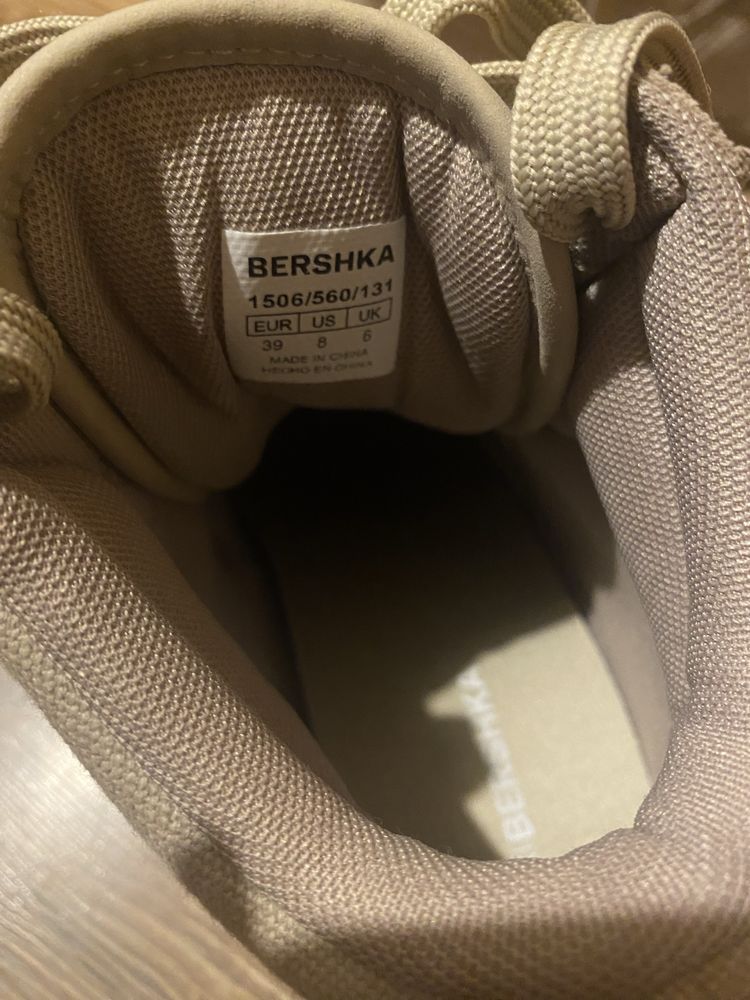 BERSHKA
1506/560/131
EUR US UK
39 8 6
MADE IN CHINA
HECHO EN CHINA
BERSHKA